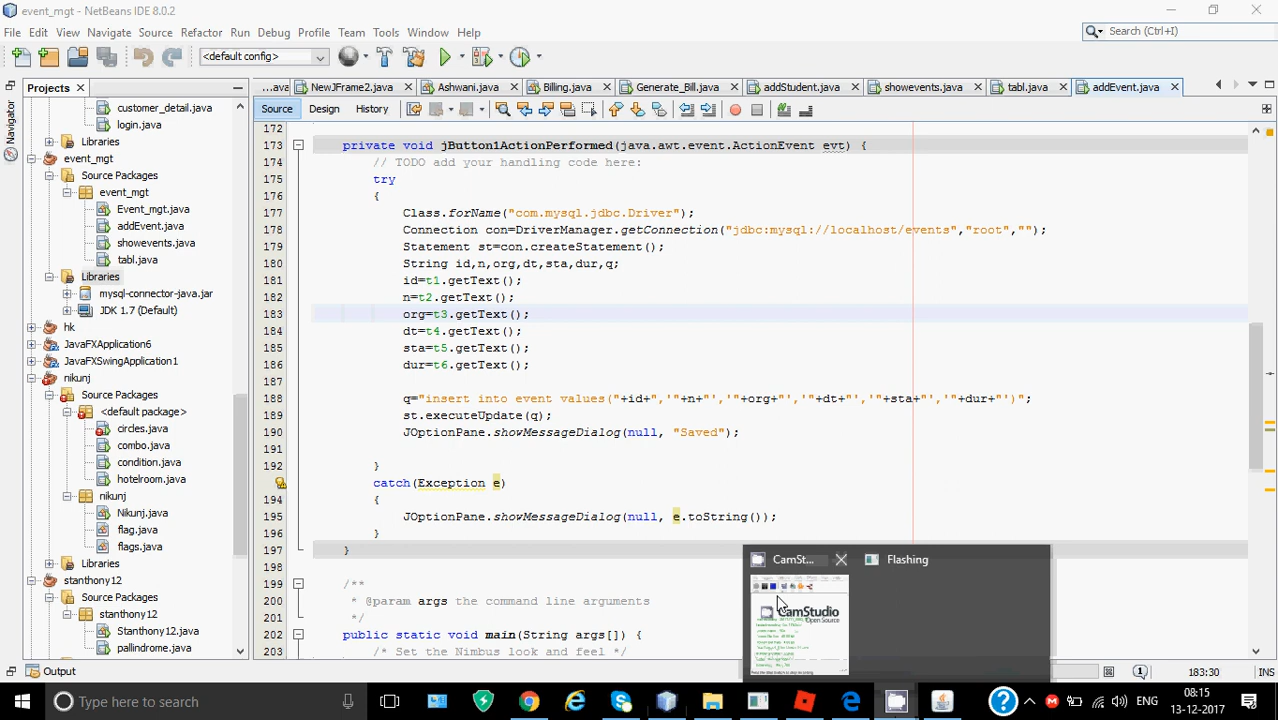 event_mgt - NetBeans IDE 8.0.2
File Edit View Navigate Source Refactor Run Debug Profile Team Tools Window Help
Search (Ctrl+I)
<default config>
Projects
...ava NewJFrame2.java Ashwani.java Billing.java Generate_Bill.java addStudent.java showevents.java tabl.java addEvent.java
Source Design History
Navigator
customer_detail.java
login.java
Libraries
event_mgt
Source Packages
event_mgt
Event_mgt.java
addEvent.java
showevents.java
tabl.java
Libraries
mysql-connector-java.jar
JDK 1.7 (Default)
hk
JavaFXApplication6
JavaFXSwingApplication1
nikunj
Source Packages
<default package>
circles.java
combo.java
condition.java
hotelroom.java
nikunj
Nikunj.java
flag.java
flags.java
Libraries
stanthony12
Source Packages
stanthony12
Stanthony12.java
pallindrome.java
172
173 private void jButton1ActionPerformed(java.awt.event.ActionEvent evt) {
174 // TODO add your handling code here:
175 try
176 {
177 Class.forName("com.mysql.jdbc.Driver");
178 Connection con=DriverManager.getConnection("jdbc:mysql://localhost/events","root","");
179 Statement st=con.createStatement();
180 String id,n,org,dt,sta,dur,q;
181 id=t1.getText();
182 n=t2.getText();
183 org=t3.getText();
184 dt=t4.getText();
185 sta=t5.getText();
186 dur=t6.getText();
187
188 q="insert into event values("+id+",'"+n+"','"+org+"','"+dt+"','"+sta+"','"+dur+"')";
189 st.executeUpdate(q);
190 JOptionPane.showMessageDialog(null, "Saved");
191
192 }
catch(Exception e)
194 {
195 JOptionPane.showMessageDialog(null, e.toString());
196 }
197 }
198
199 /**
200 * @param args the command line arguments
201 */
202 public static void main(String args[]) {
203 /* Set the Nimbus look and feel */
CamSt... Flashing
CamStudio
Open Source
Output
183:30 INS
Type here to search
ENG
08:15
13-12-2017